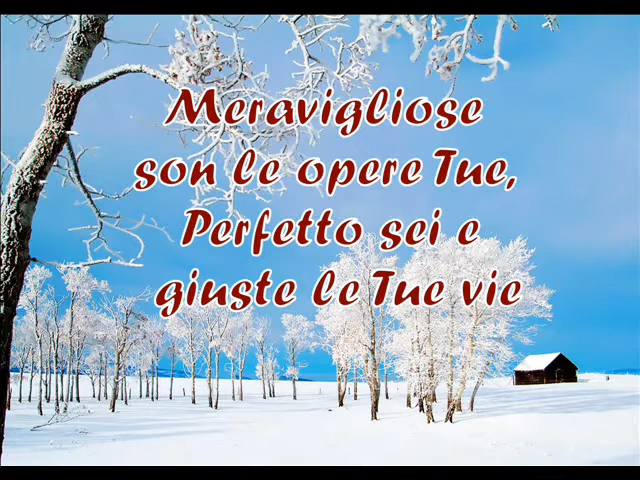 Meravigliose
son le opere Tue,
Perfetto sei e
giuste le Tue vie